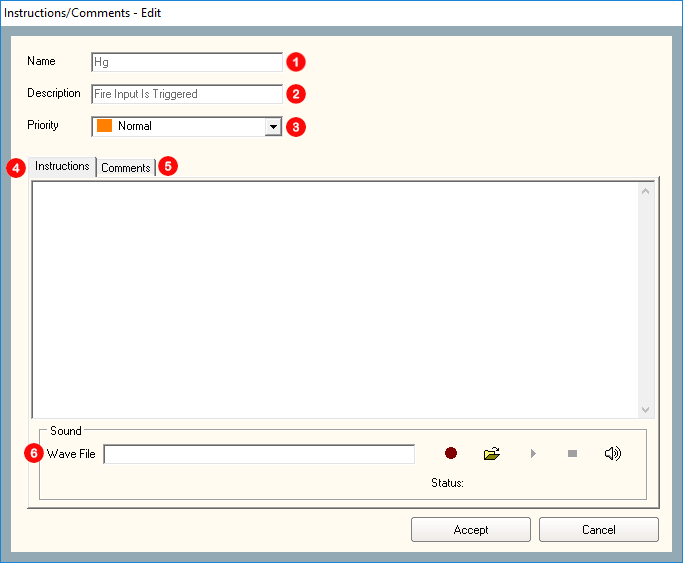 Instructions/Comments - Edit
Name Hg 1
Description Fire Input Is Triggered 2
Priority Normal 3
4 Instructions Comments 5
Sound
6 Wave File
Status:
Accept Cancel